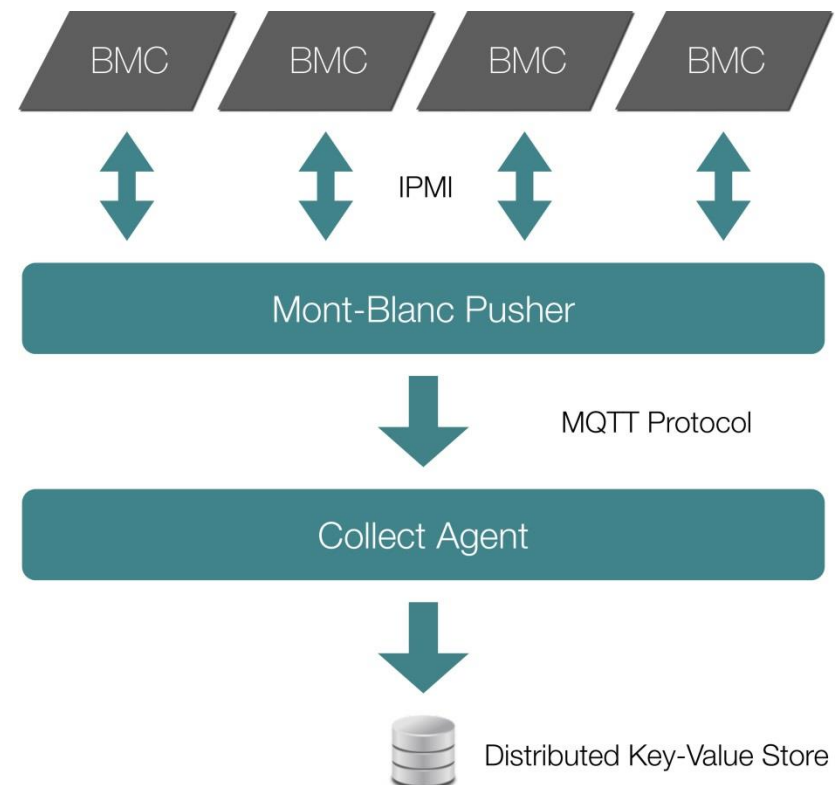 BMC BMC BMC BMC
IPMI
Mont-Blanc Pusher
MQTT Protocol
Collect Agent
Distributed Key-Value Store